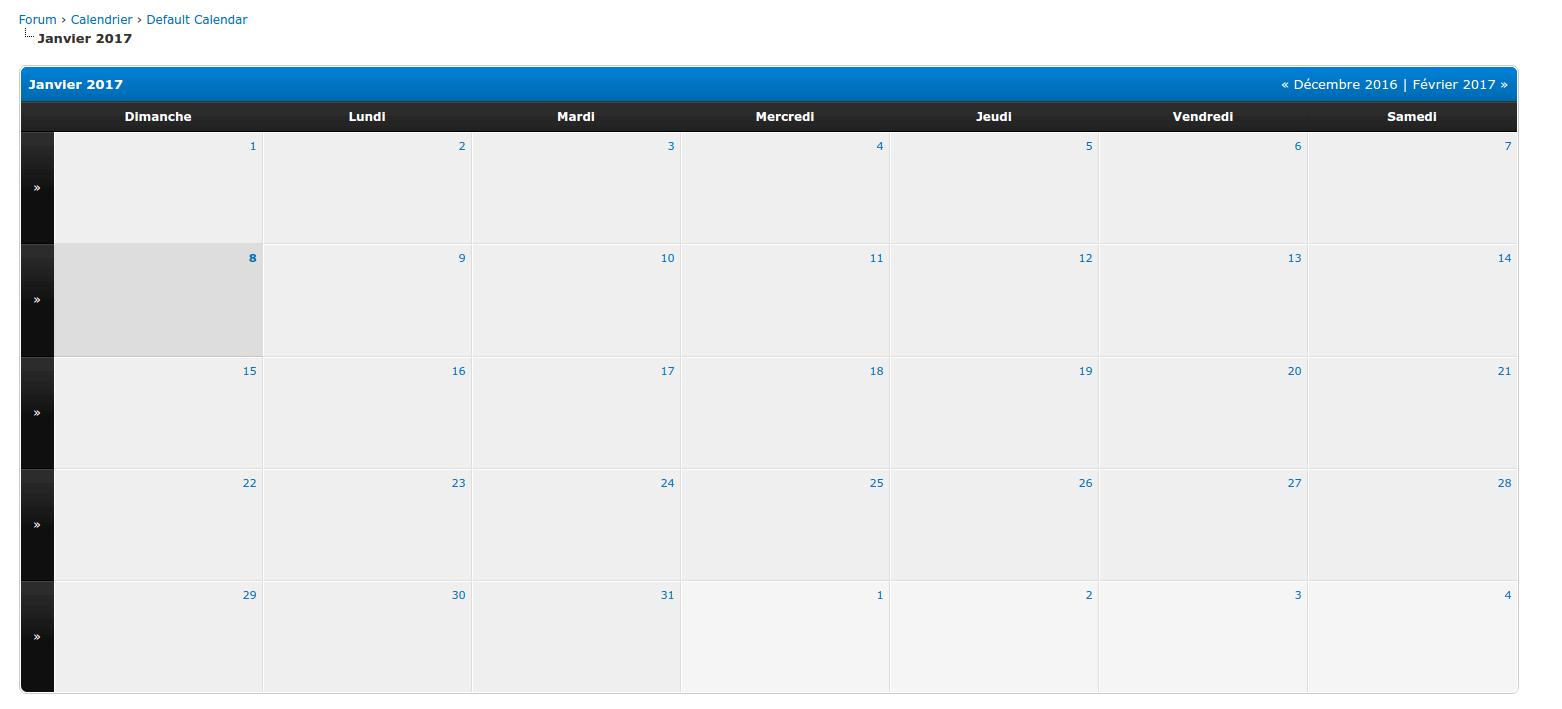 Forum › Calendrier › Default Calendar
Janvier 2017
Janvier 2017 « Décembre 2016 | Février 2017 »
Dimanche Lundi Mardi Mercredi Jeudi Vendredi Samedi
1 2 3 4 5 6 7
»
8 9 10 11 12 13 14
»
15 16 17 18 19 20 21
»
22 23 24 25 26 27 28
»
29 30 31 1 2 3 4
»